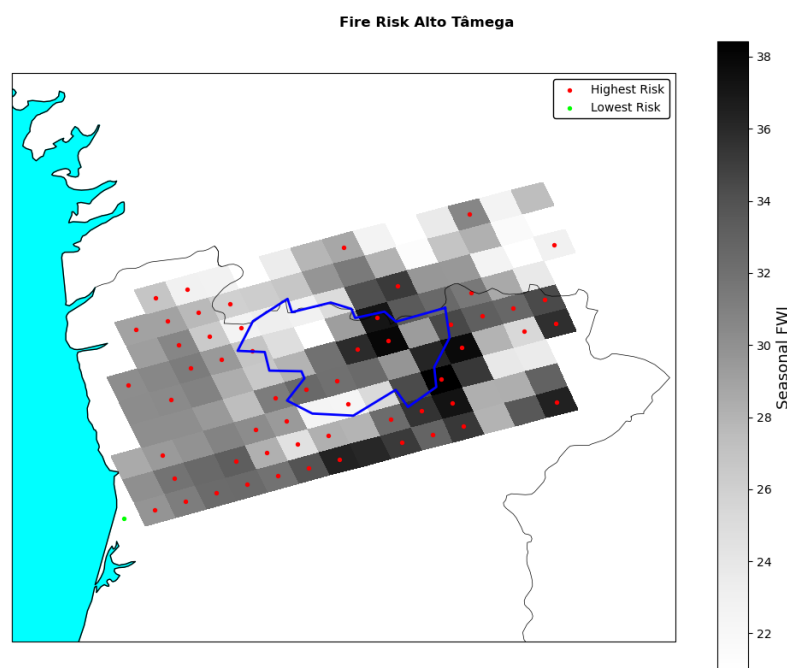 Fire Risk Alto Tâmega
Highest Risk
Lowest Risk
38
36
34
32
30
28
26
24
22
Seasonal FWI